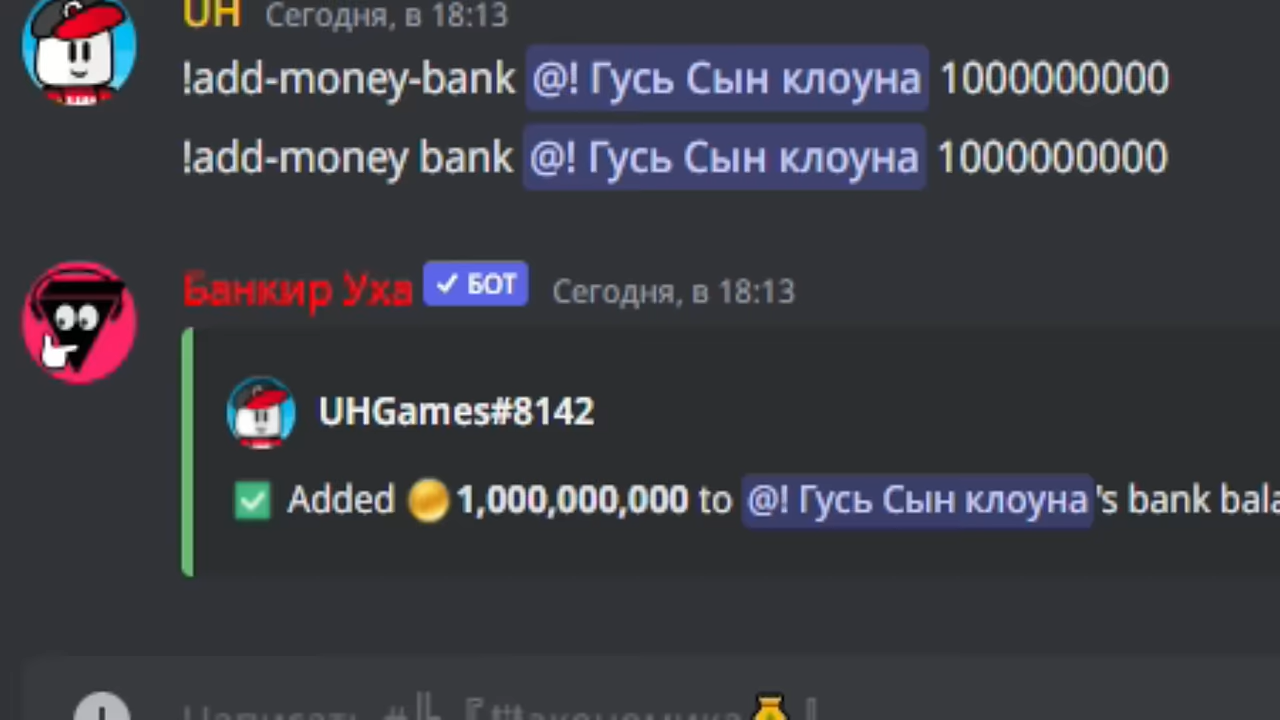 UH Сегодня, в 18:13
!add-money-bank @! Гусь Сын клоуна 1000000000
!add-money bank @! Гусь Сын клоуна 1000000000
Банкир Уха ✓ БОТ Сегодня, в 18:13
UHGames#8142
Added 1,000,000,000 to @! Гусь Сын клоуна's bank bala